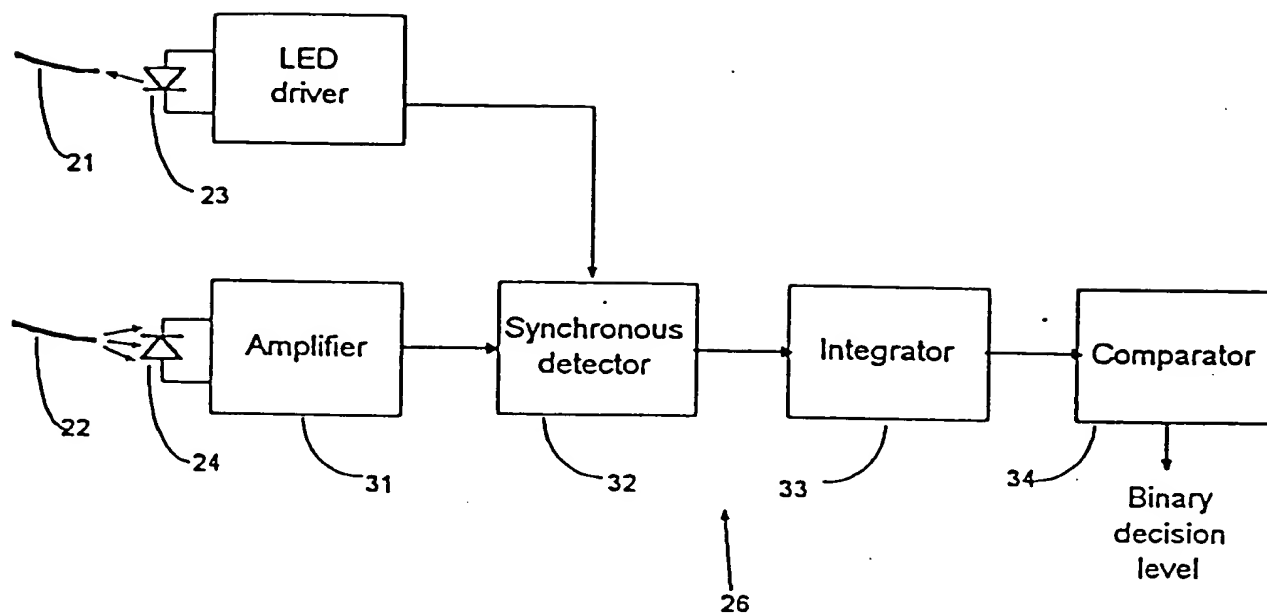 LED
driver
21
23
Amplifier
Synchronous
detector
Integrator
Comparator
22
24
31
32
33
34
Binary
decision
level
26